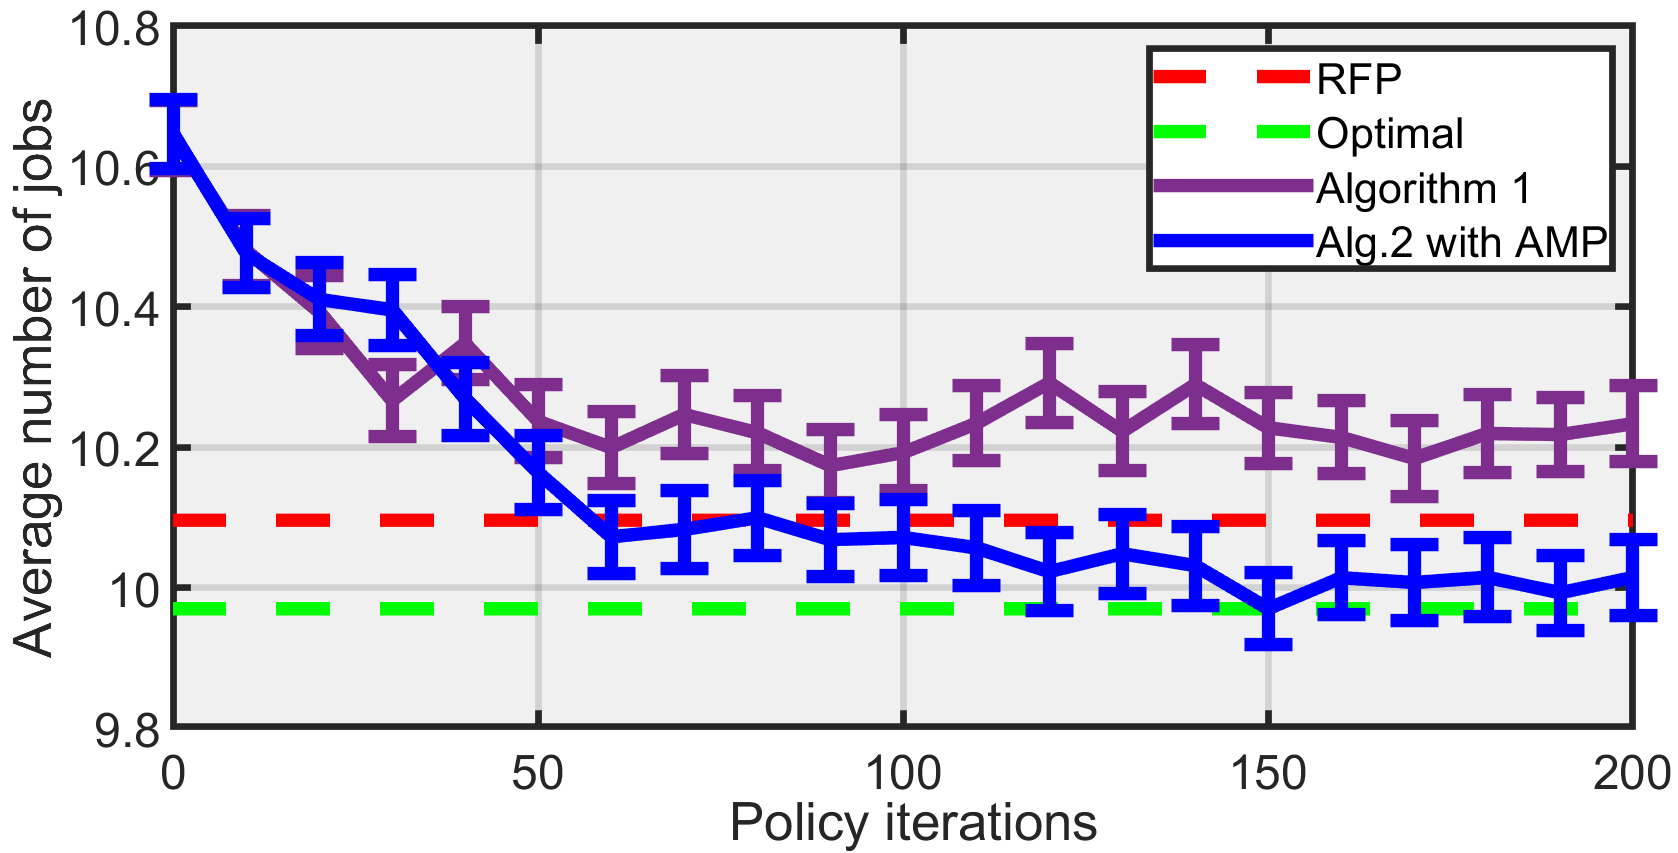 Average number of jobs
10.8
10.6
10.4
10.2
10
9.8
0
50
100
150
200
Policy iterations
RFP
Optimal
Algorithm 1
Alg.2 with AMP